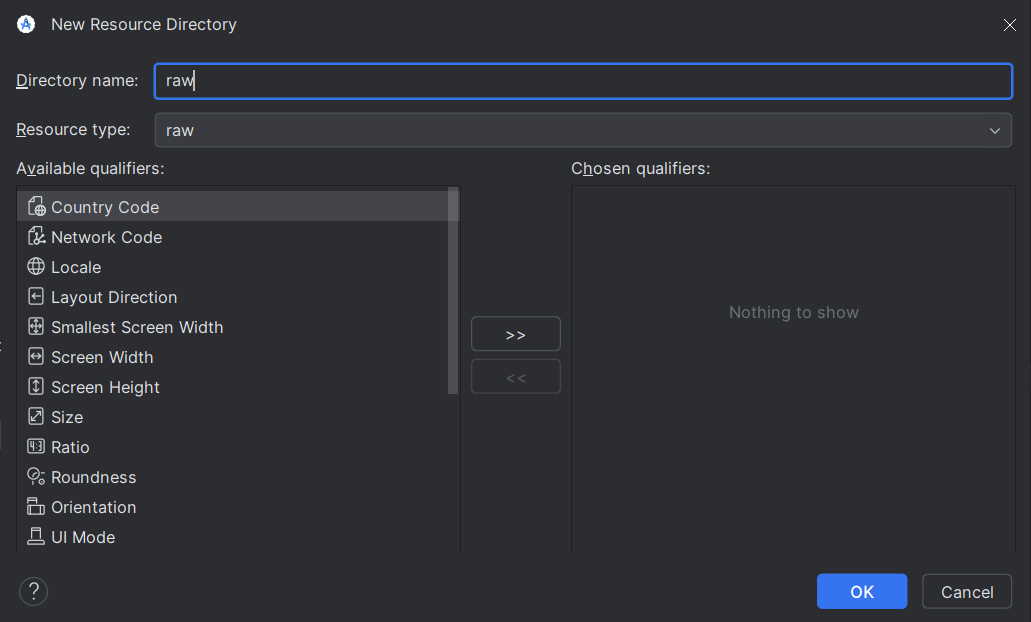 New Resource Directory
Directory name: raw
Resource type: raw
Available qualifiers:
Chosen qualifiers:
Country Code
Network Code
Locale
Layout Direction
Smallest Screen Width
Screen Width
Screen Height
Size
Ratio
Roundness
Orientation
UI Mode
>>
<<
Nothing to show
?
OK
Cancel